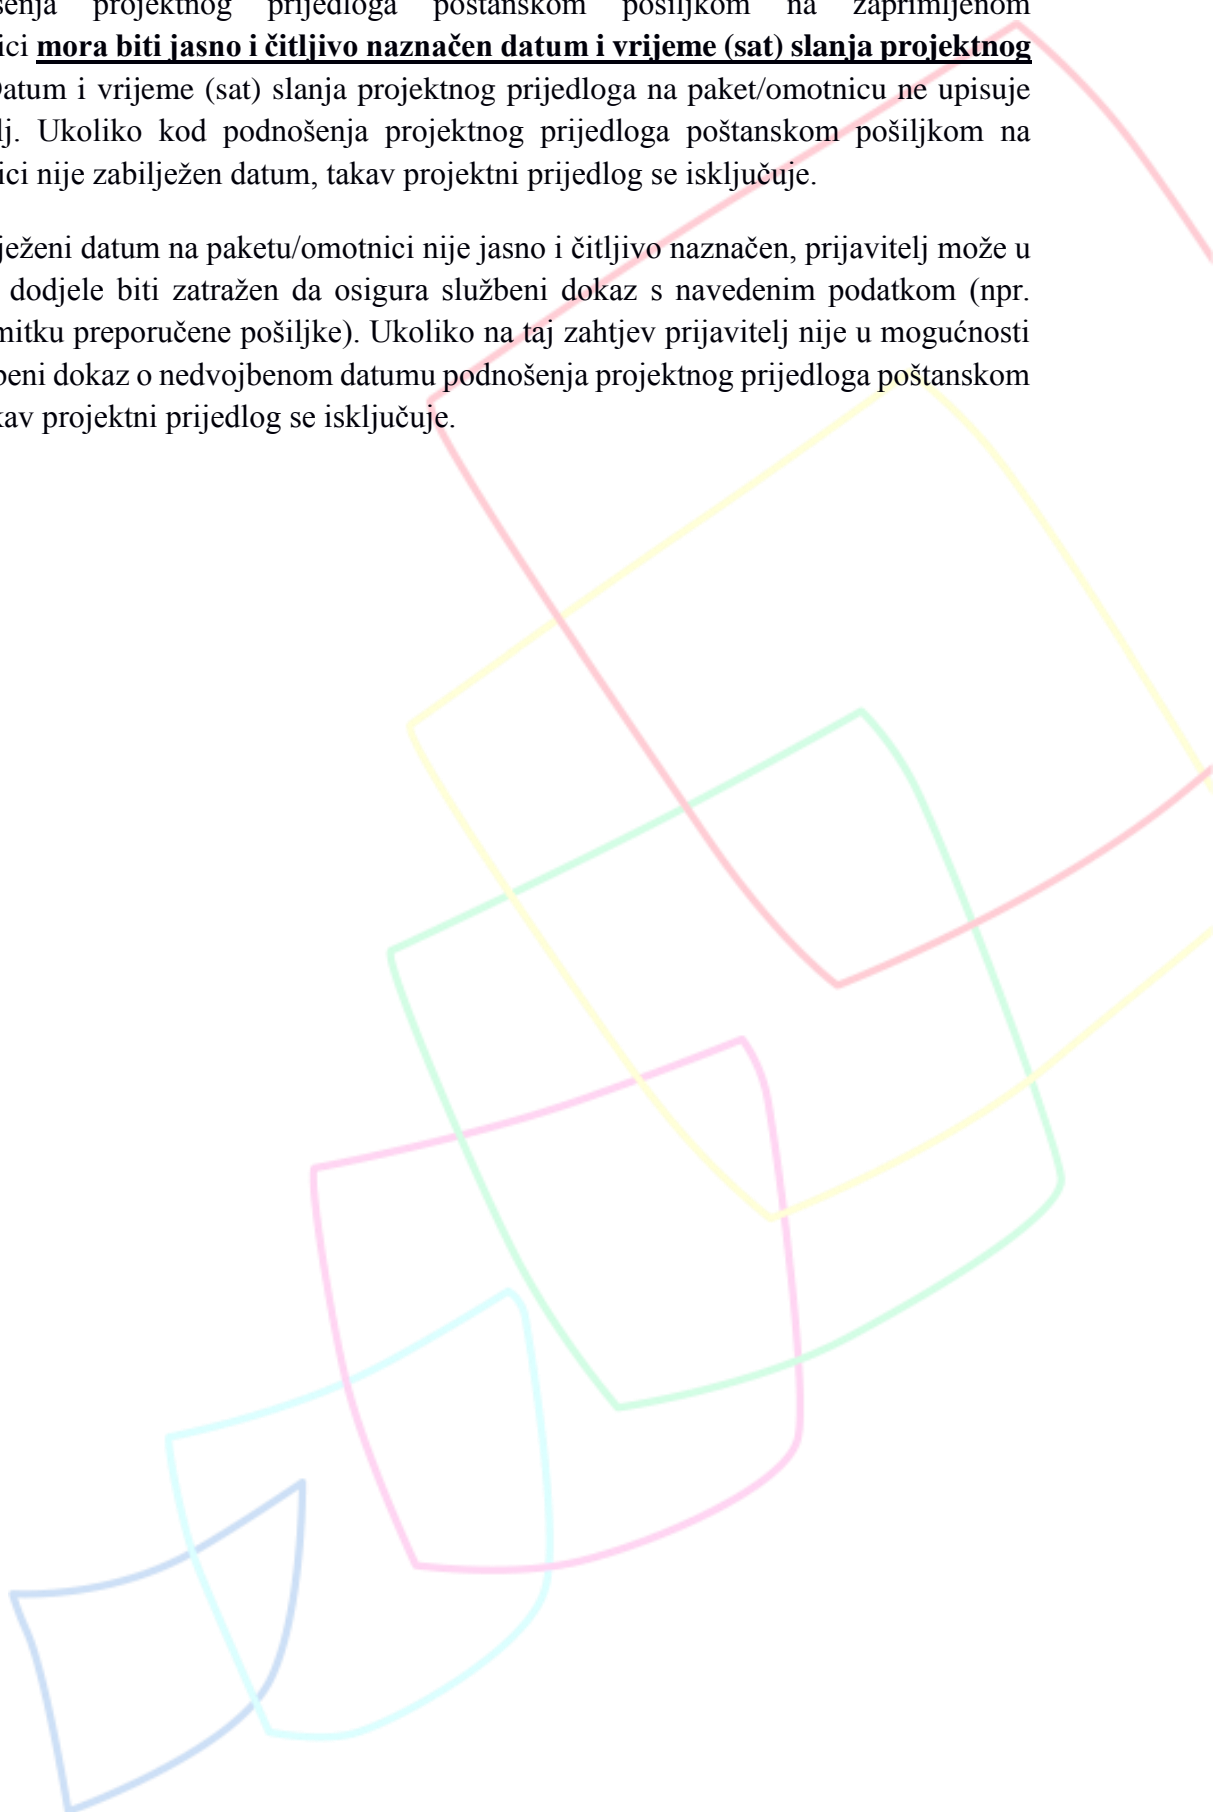 šenja projektnog prijedloga poštanskom pošiljkom na zaprimljenom
ici mora biti jasno i čitljivo naznačen datum i vrijeme (sat) slanja projektnog
Datum i vrijeme (sat) slanja projektnog prijedloga na paket/omotnicu ne upisuje
lj. Ukoliko kod podnošenja projektnog prijedloga poštanskom pošiljkom na
ici nije zabilježen datum, takav projektni prijedlog se isključuje.
ježeni datum na paketu/omotnici nije jasno i čitljivo naznačen, prijavitelj može u
dodjele biti zatražen da osigura službeni dokaz s navedenim podatkom (npr.
mitku preporučene pošiljke). Ukoliko na taj zahtjev prijavitelj nije u mogućnosti
beni dokaz o nedvojbenom datumu podnošenja projektnog prijedloga poštanskom
kav projektni prijedlog se isključuje.